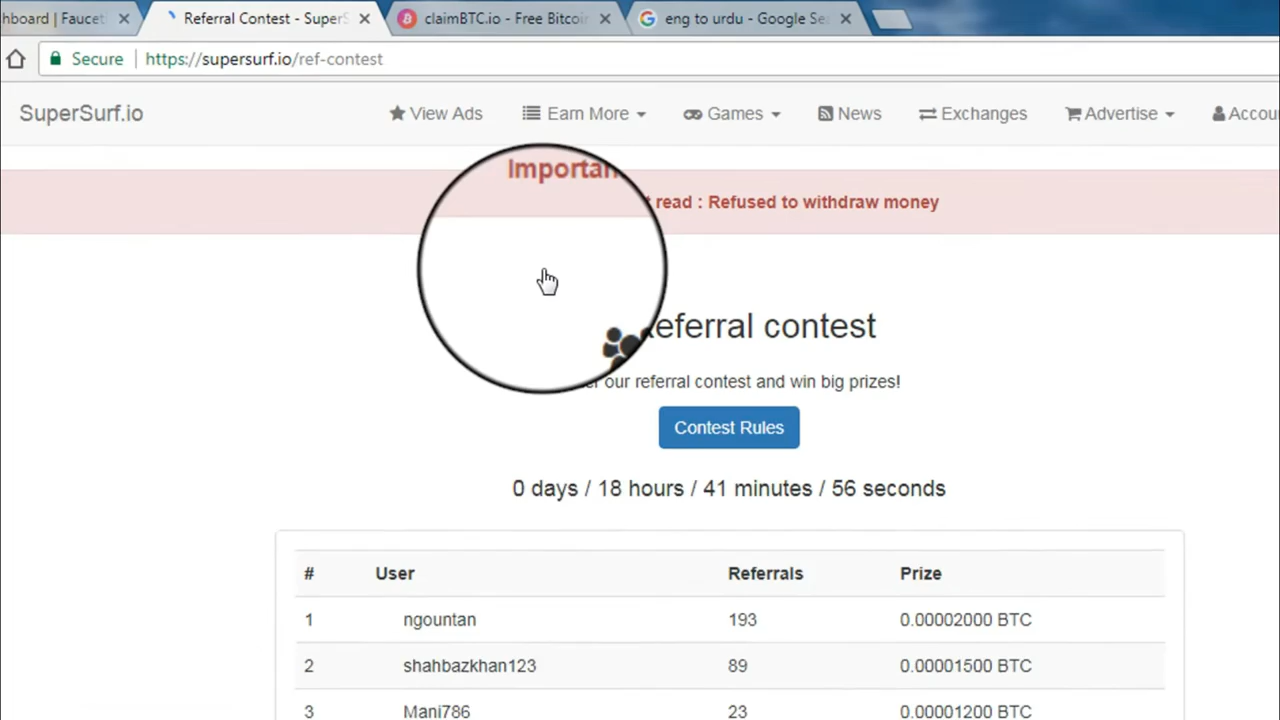 hboard | Faucet
Referral Contest - SuperS
claimBTC.io - Free Bitcoin
eng to urdu - Google Sea
Secure
https://supersurf.io/ref-contest
SuperSurf.io
View Ads
Earn More
Games
News
Exchanges
Advertise
Accou
Importan
read : Refused to withdraw money
eferral contest
our referral contest and win big prizes!
Contest Rules
0 days / 18 hours / 41 minutes / 56 seconds
# User Referrals Prize
1 ngountan 193 0.00002000 BTC
2 shahbazkhan123 89 0.00001500 BTC
3 Mani786 23 0.00001200 BTC